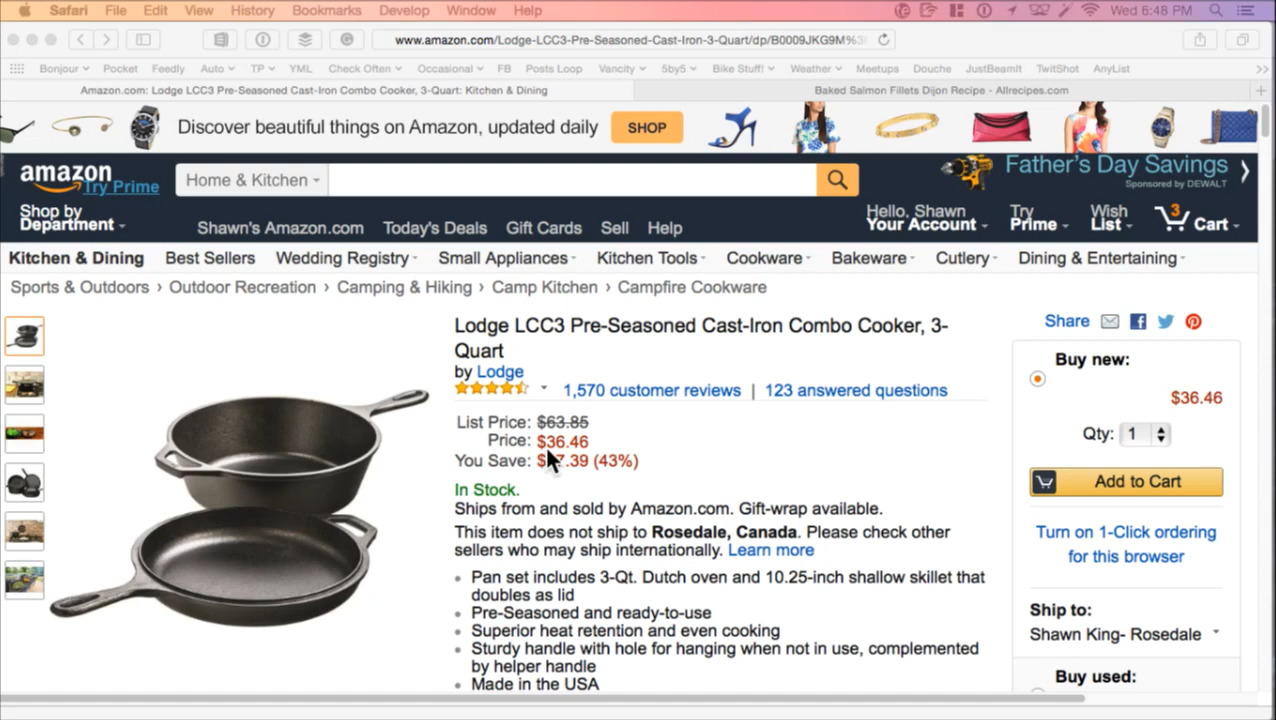 Safari File Edit View History Bookmarks Develop Window Help Wed 6:48 PM
www.amazon.com/Lodge-LCC3-Pre-Seasoned-Cast-Iron-3-Quart/dp/B0009JKG9M%3
Bonjour Pocket Feedly Auto TP YML Check Often Occasional FB Posts Loop Vancity 5by5 Bike Stuff! Weather Meetups Douche JustBeamIt TwitShot AnyList
Amazon.com: Lodge LCC3 Pre-Seasoned Cast-Iron Combo Cooker, 3-Quart: Kitchen & Dining
Baked Salmon Fillets Dijon Recipe - Allrecipes.com
Discover beautiful things on Amazon, updated daily SHOP
amazon
Try Prime
Home & Kitchen
Father's Day Savings
Sponsored by DEWALT
Shop by
Department
Shawn's Amazon.com Today's Deals Gift Cards Sell Help
Hello, Shawn
Your Account
Try
Prime
Wish
List
3
Cart
Kitchen & Dining Best Sellers Wedding Registry Small Appliances Kitchen Tools Cookware Bakeware Cutlery Dining & Entertaining
Sports & Outdoors › Outdoor Recreation › Camping & Hiking › Camp Kitchen › Campfire Cookware
Lodge LCC3 Pre-Seasoned Cast-Iron Combo Cooker, 3-
Quart
by Lodge
1,570 customer reviews | 123 answered questions
List Price: $63.85
Price: $36.46
You Save: 7.39 (43%)
In Stock.
Ships from and sold by Amazon.com. Gift-wrap available.
This item does not ship to Rosedale, Canada. Please check other
sellers who may ship internationally. Learn more
• Pan set includes 3-Qt. Dutch oven and 10.25-inch shallow skillet that
doubles as lid
• Pre-Seasoned and ready-to-use
• Superior heat retention and even cooking
• Sturdy handle with hole for hanging when not in use, complemented
by helper handle
• Made in the USA
Share
Buy new:
$36.46
Qty: 1
Add to Cart
Turn on 1-Click ordering
for this browser
Ship to:
Shawn King- Rosedale
Buy used: